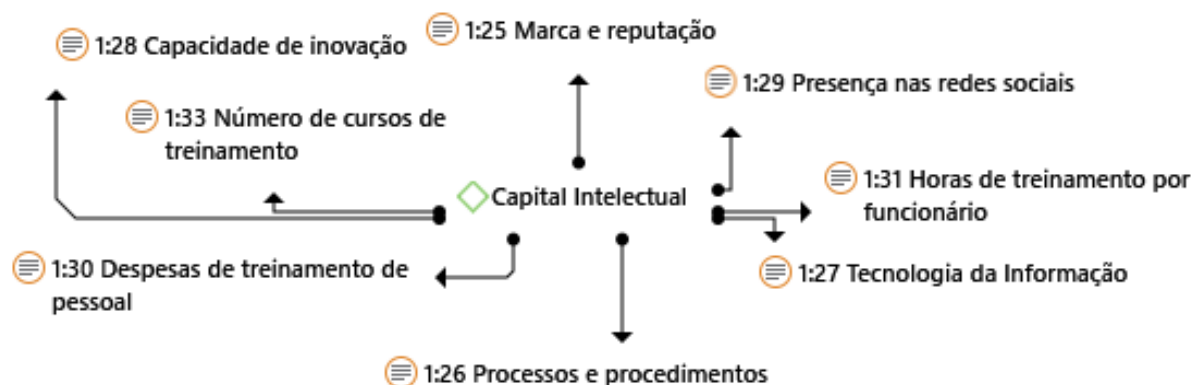 1:25 Marca e reputação
1:28 Capacidade de inovação
1:29 Presença nas redes sociais
1:33 Número de cursos de
treinamento
Capital Intelectual
1:31 Horas de treinamento por
funcionário
1:30 Despesas de treinamento de
pessoal
1:27 Tecnologia da Informação
1:26 Processos e procedimentos